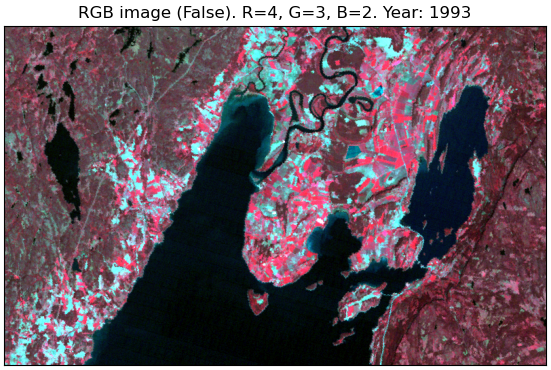 RGB image (False). R=4, G=3, B=2. Year: 1993